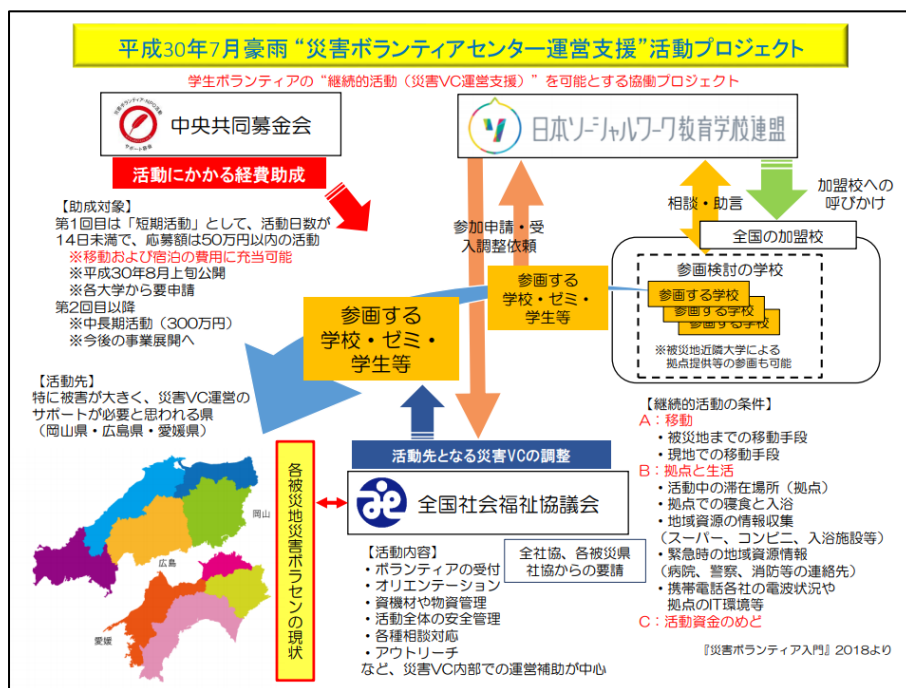 平成30年7月豪雨 “災害ボランティアセンター運営支援” 活動プロジェクト
学生ボランティアの “継続的活動(災害VC運営支援)” を可能とする協働プロジェクト
中央共同募金会
活動にかかる経費助成
【助成対象】
第1回目は「短期活動」として、活動日数が
14日未満で、応募額は50万円以内の活動
※移動および宿泊の費用に充当可能
※平成30年8月上旬公開
※各大学から要申請
第2回目以降
※中長期活動(300万円)
※今後の事業展開へ
日本ソーシャルワーク教育学校連盟
参加申請・受
入調整依頼
相談・助言
加盟校への
呼びかけ
全国の加盟校
参画検討の学校
参画する学校
参画する学校
参画する学校
※被災地近隣大学による
拠点提供等の参画も可能
参画する
学校・ゼミ・
学生等
参画する
学校・ゼミ・
学生等
【活動先】
特に被害が大きく、災害VC運営の
サポートが必要と思われる県
(岡山県・広島県・愛媛県)
岡山
広島
愛媛
各被災地災害ボラセンの現状
活動先となる災害VCの調整
全国社会福祉協議会
【活動内容】
・ボランティアの受付
・オリエンテーション
・資機材や物資管理
・活動全体の安全管理
・各種相談対応
・アウトリーチ
など、災害VC内部での運営補助が中心
全社協、各被災県
社協からの要請
【継続的活動の条件】
A:移動
・被災地までの移動手段
・現地での移動手段
B:拠点と生活
・活動中の滞在場所(拠点)
・拠点での寝食と入浴
・地域資源の情報収集
(スーパー、コンビニ、入浴施設等)
・緊急時の地域資源情報
(病院、警察、消防等の連絡先)
・携帯電話各社の電波状況や
拠点のIT環境等
C:活動資金のめど
『災害ボランティア入門』2018より